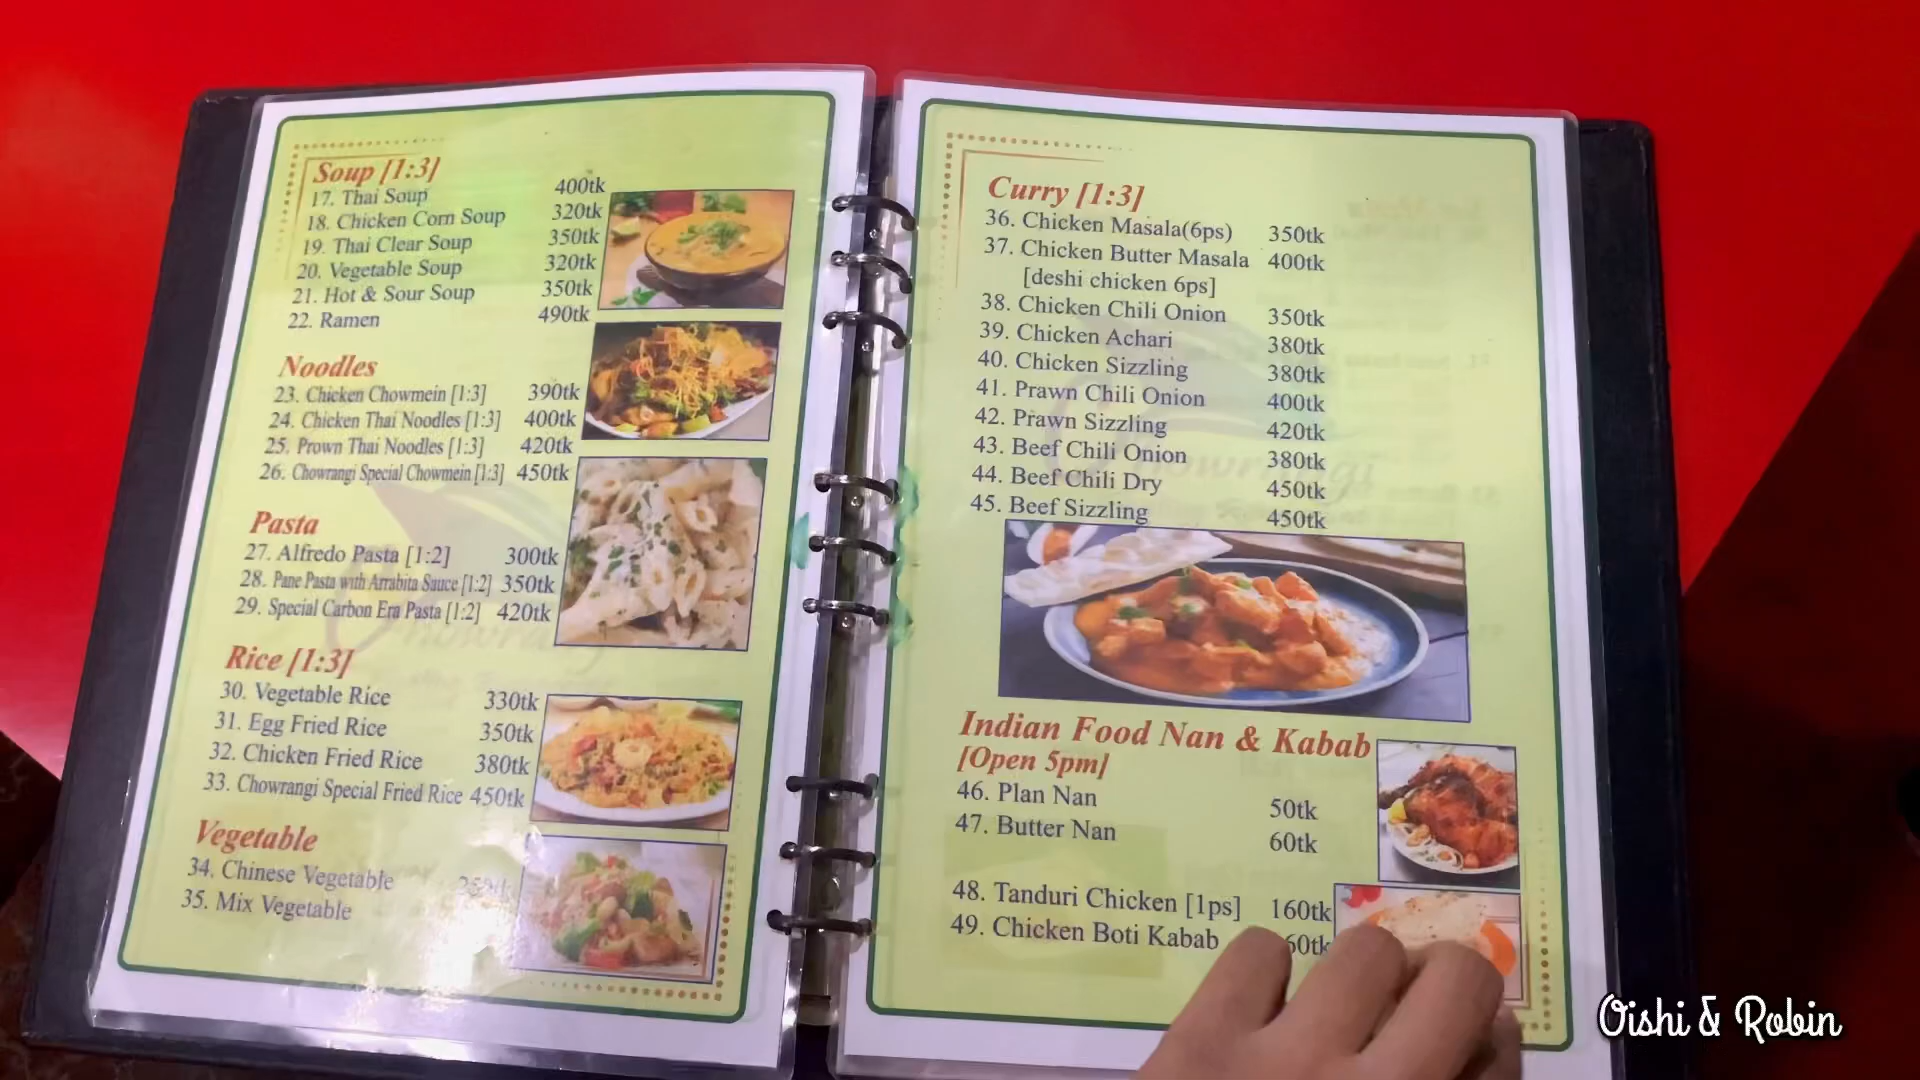 Soup [1:3]
17. Thai Soup 400tk
18. Chicken Corn Soup 320tk
19. Thai Clear Soup 350tk
20. Vegetable Soup 320tk
21. Hot & Sour Soup 350tk
22. Ramen 490tk
Noodles
23. Chicken Chowmein [1:3] 390tk
24. Chicken Thai Noodles [1:3] 400tk
25. Prown Thai Noodles [1:3] 420tk
26. Chowrangi Special Chowmein [1:3] 450tk
Pasta
27. Alfredo Pasta [1:2] 300tk
28. Pane Pasta with Arrabita Sauce [1:2] 350tk
29. Special Carbon Era Pasta [1:2] 420tk
Rice [1:3]
30. Vegetable Rice 330tk
31. Egg Fried Rice 350tk
32. Chicken Fried Rice 380tk
33. Chowrangi Special Fried Rice 450tk
Vegetable
34. Chinese Vegetable
35. Mix Vegetable
Curry [1:3]
36. Chicken Masala(6ps) 350tk
37. Chicken Butter Masala 400tk
[deshi chicken 6ps]
38. Chicken Chili Onion 350tk
39. Chicken Achari 380tk
40. Chicken Sizzling 380tk
41. Prawn Chili Onion 400tk
42. Prawn Sizzling 420tk
43. Beef Chili Onion 380tk
44. Beef Chili Dry 450tk
45. Beef Sizzling 450tk
Indian Food Nan & Kabab
[Open 5pm]
46. Plan Nan 50tk
47. Butter Nan 60tk
48. Tanduri Chicken [1ps] 160tk
49. Chicken Boti Kabab
Oishi & Robin